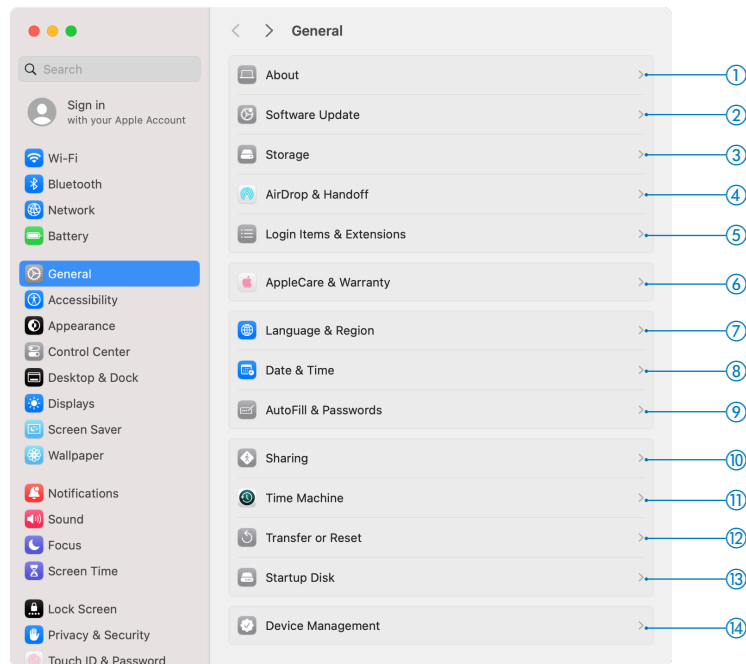 Search
Sign in
with your Apple Account
Wi-Fi
Bluetooth
Network
Battery
General
Accessibility
Appearance
Control Center
Desktop & Dock
Displays
Screen Saver
Wallpaper
Notifications
Sound
Focus
Screen Time
Lock Screen
Privacy & Security
Touch ID & Password
General
About
1
Software Update
2
Storage
3
AirDrop & Handoff
4
Login Items & Extensions
5
AppleCare & Warranty
6
Language & Region
7
Date & Time
8
AutoFill & Passwords
9
Sharing
10
Time Machine
11
Transfer or Reset
12
Startup Disk
13
Device Management
14